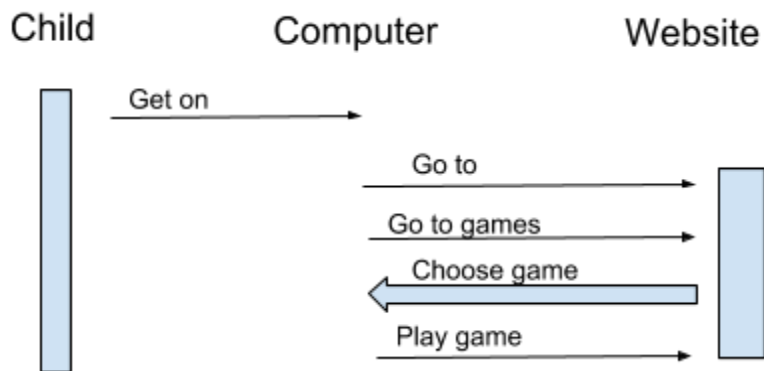 Child
Computer
Website
Get on
Go to
Go to games
Choose game
Play game